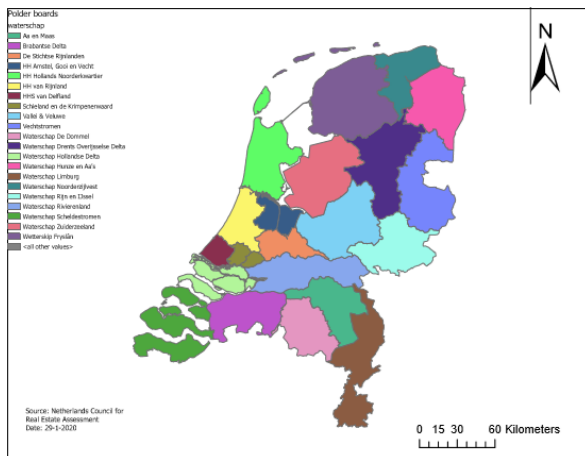 Polder boards
waterschap
Aa en Maas
Brabantse Delta
De Stichtse Rijnlanden
HH Amstel, Gooi en Vecht
HH Hollands Noorderkwartier
HH van Rijnland
HHS van Delfland
Schieland en de Krimpenerwaard
Vallei & Veluwe
Vechtstromen
Waterschap De Dommel
Waterschap Drents Overijsselse Delta
Waterschap Hollandse Delta
Waterschap Hunze en Aa's
Waterschap Limburg
Waterschap Noorderzijlvest
Waterschap Rijn en IJssel
Waterschap Rivierenland
Waterschap Scheldestromen
Waterschap Zuiderzeeland
Wetterskip Fryslân
<all other values>
N
Source: Netherlands Council for
Real Estate Assessment
Date: 29-1-2020
0 15 30 60 Kilometers